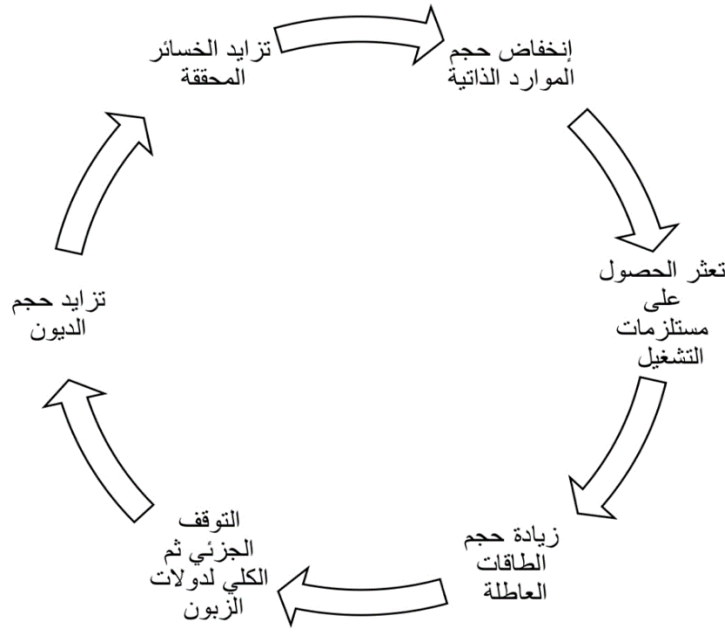 إنخفاض حجم
الموارد الذاتية
تعثر الحصول
على
مستلزمات
التشغيل
زيادة حجم
الطاقات
العاطلة
التوقف
الجزئي ثم
الكلي لدولات
الزبون
تزايد حجم
الديون
تزايد الخسائر
المحققة